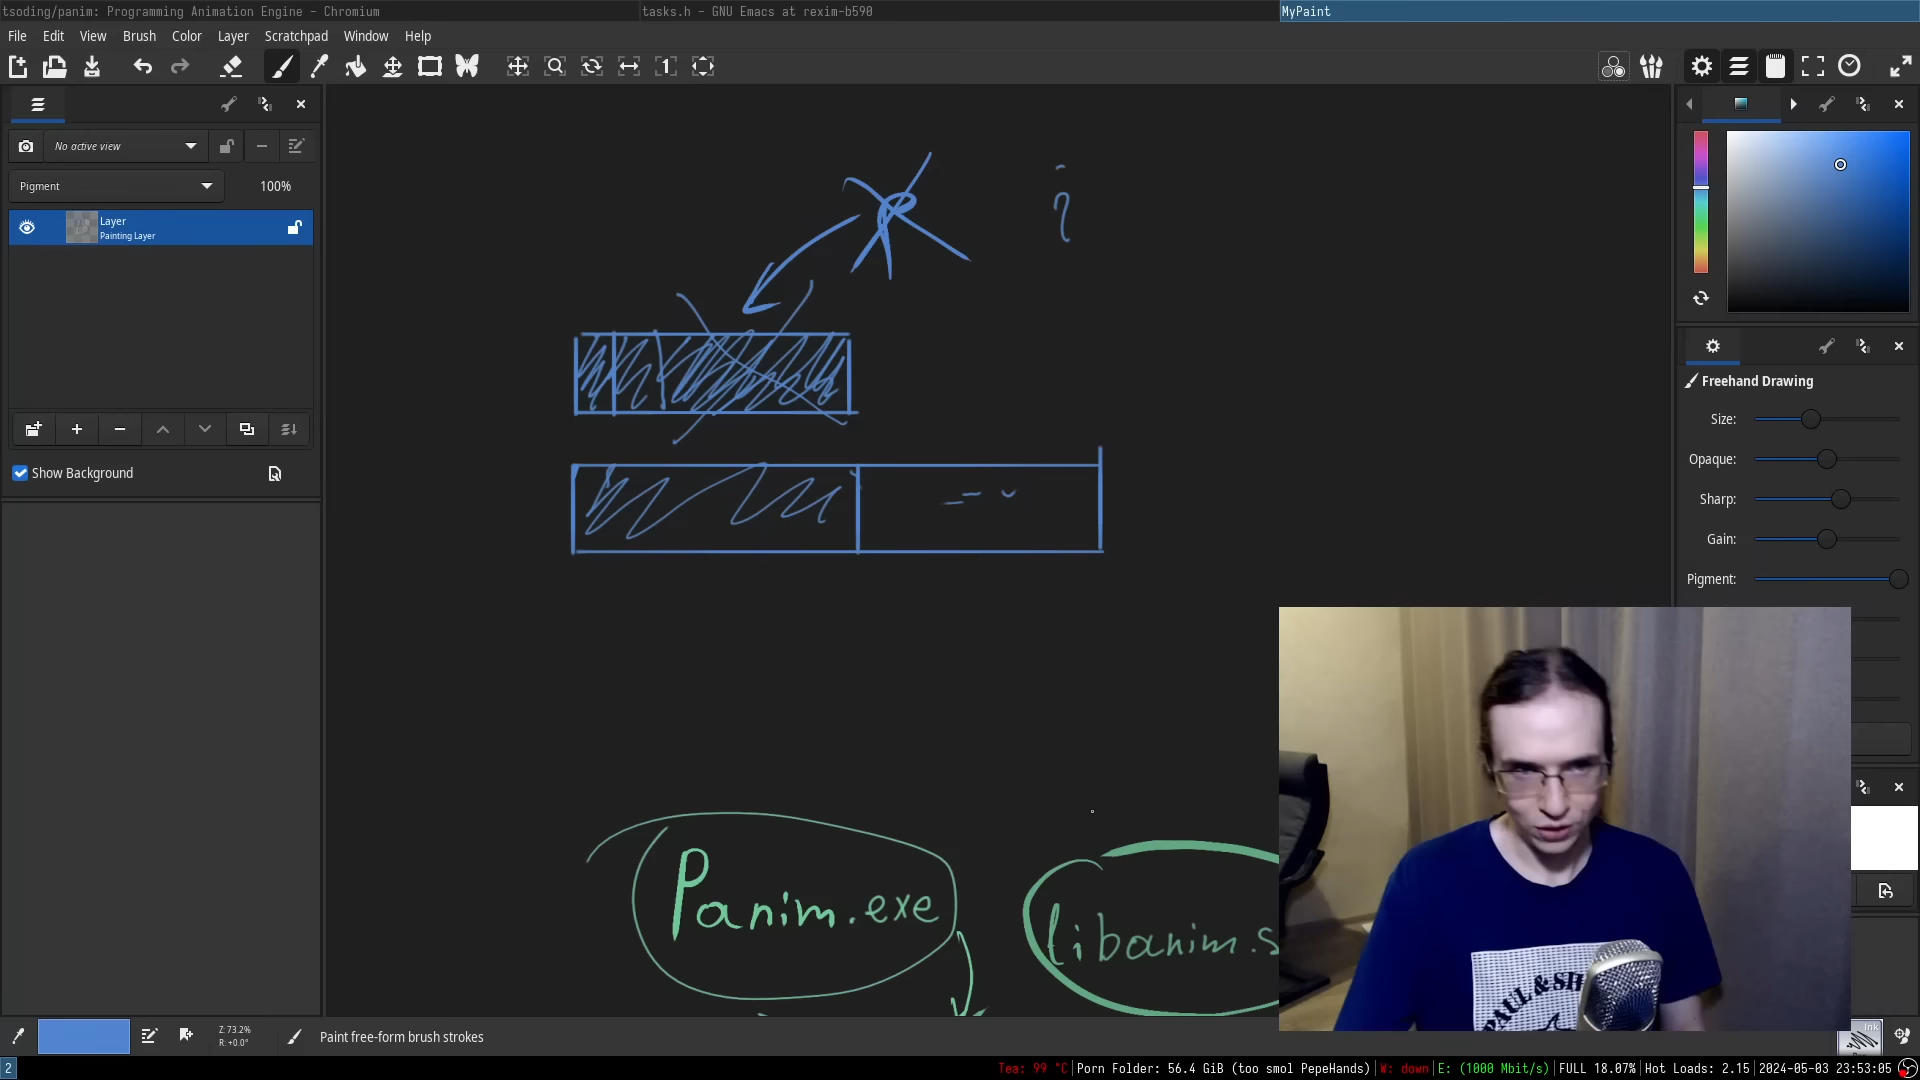 tsoding/panim: Programming Animation Engine - Chromium
tasks.h - GNU Emacs at rexim-b590
MyPaint
File Edit View Brush Color Layer Scratchpad Window Help
No active view
Pigment 100%
Layer
Painting Layer
Show Background
Freehand Drawing
Size:
Opaque:
Sharp:
Gain:
Pigment:
P
i
Panim.exe
libanim.s
PAUL & SH
Z: 73.2%
R: +0.0°
Paint free-form brush strokes
Ink
2
Tea: 99 °C|Porn Folder: 56.4 GiB (too smol PepeHands)|W: down|E: (1000 Mbit/s)|FULL 18.07%|Hot Loads: 2.15|2024-05-03 23:53:05